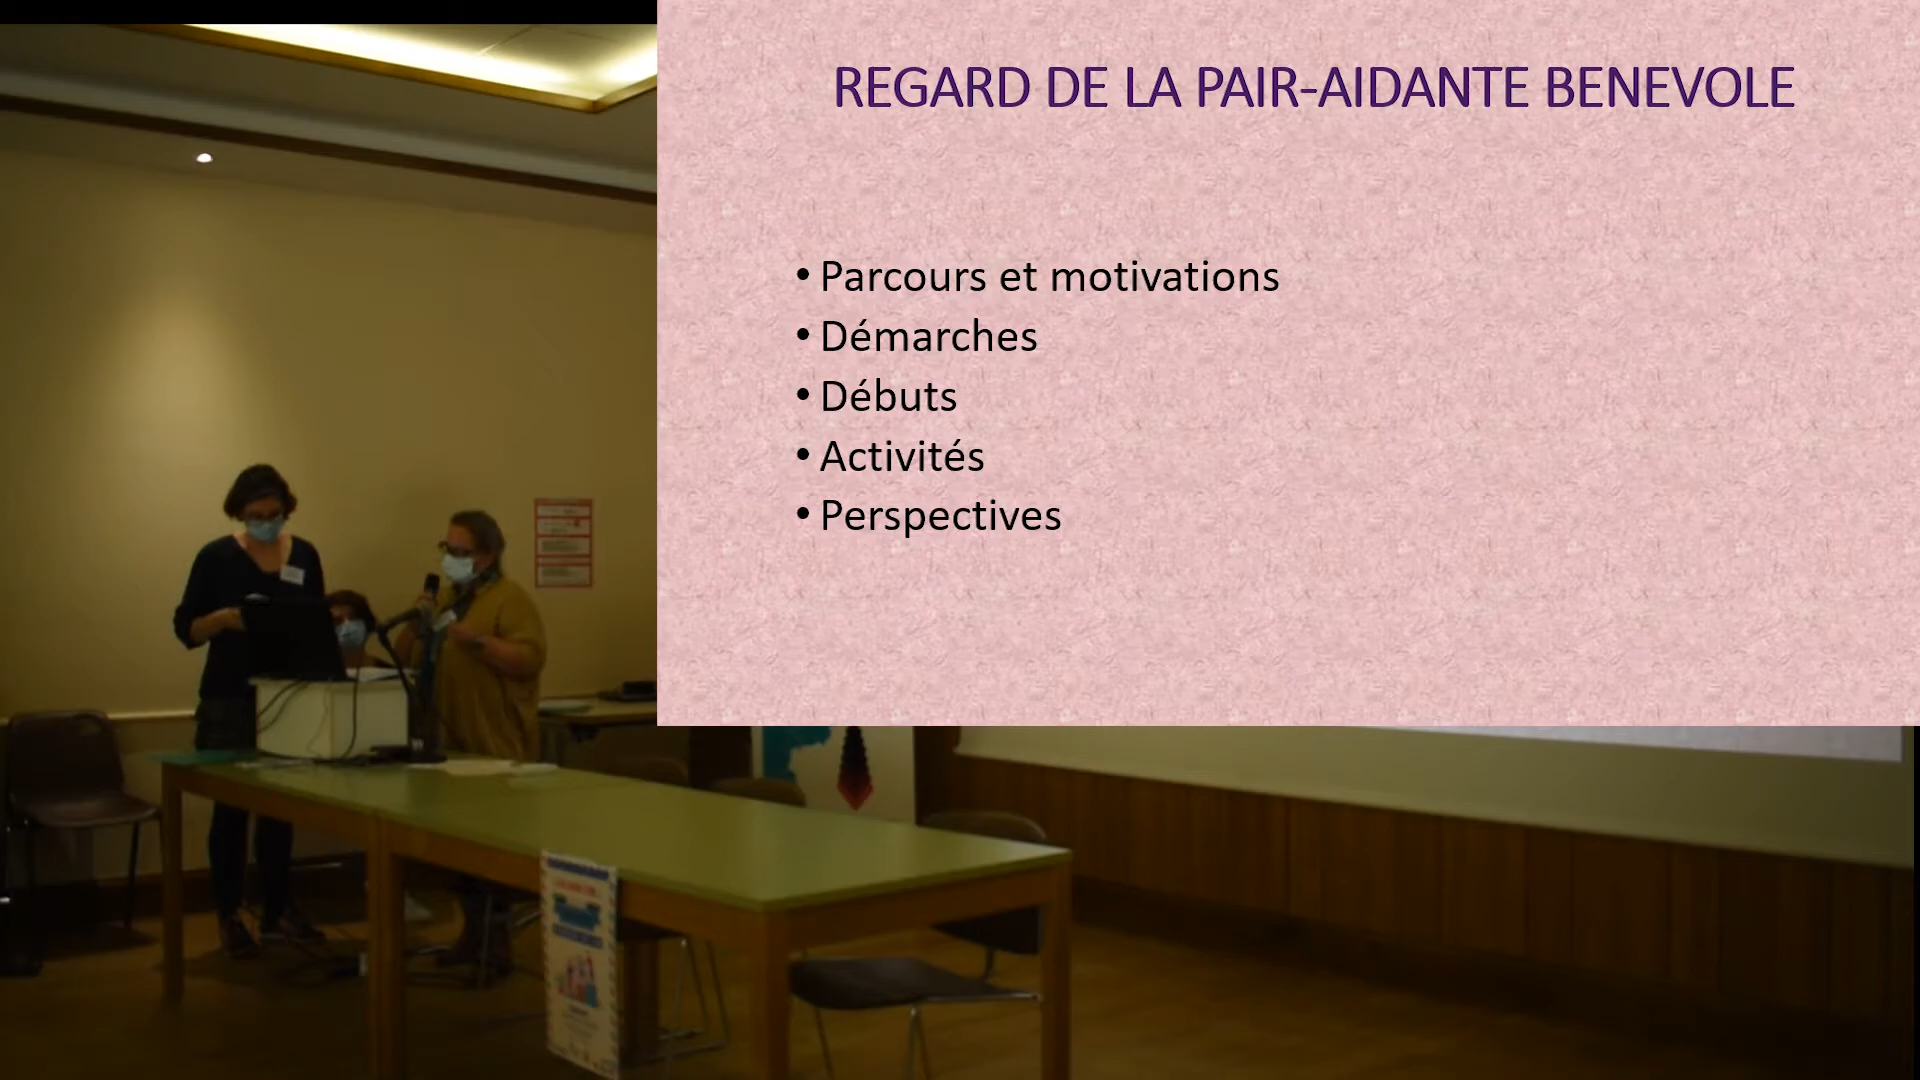 REGARD DE LA PAIR-AIDANTE BENEVOLE
• Parcours et motivations
• Démarches
• Débuts
• Activités
• Perspectives